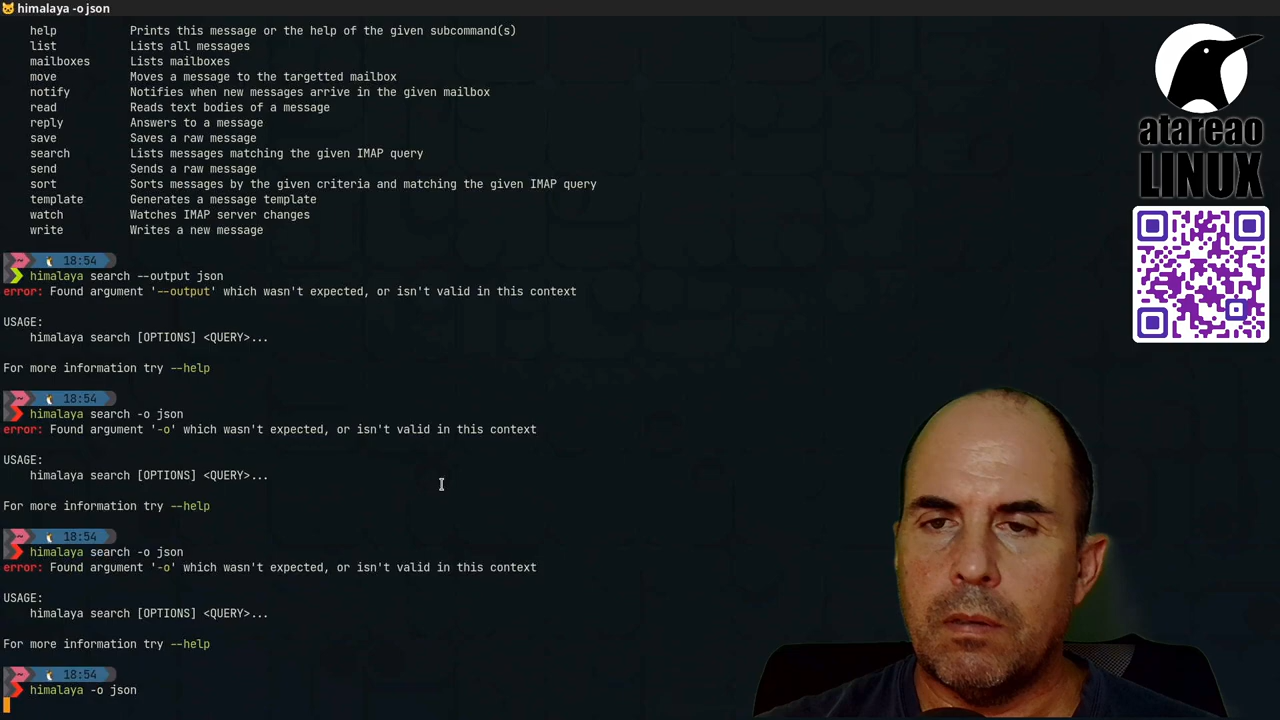 himalaya -o json
help Prints this message or the help of the given subcommand(s)
list Lists all messages
mailboxes Lists mailboxes
move Moves a message to the targetted mailbox
notify Notifies when new messages arrive in the given mailbox
read Reads text bodies of a message
reply Answers to a message
save Saves a raw message
search Lists messages matching the given IMAP query
send Sends a raw message
sort Sorts messages by the given criteria and matching the given IMAP query
template Generates a message template
watch Watches IMAP server changes
write Writes a new message
~ 18:54
himalaya search --output json
error: Found argument '--output' which wasn't expected, or isn't valid in this context
USAGE:
himalaya search [OPTIONS] <QUERY>...
For more information try --help
~ 18:54
himalaya search -o json
error: Found argument '-o' which wasn't expected, or isn't valid in this context
USAGE:
himalaya search [OPTIONS] <QUERY>...
For more information try --help
~ 18:54
himalaya search -o json
error: Found argument '-o' which wasn't expected, or isn't valid in this context
USAGE:
himalaya search [OPTIONS] <QUERY>...
For more information try --help
~ 18:54
himalaya -o json
atareao
LINUX